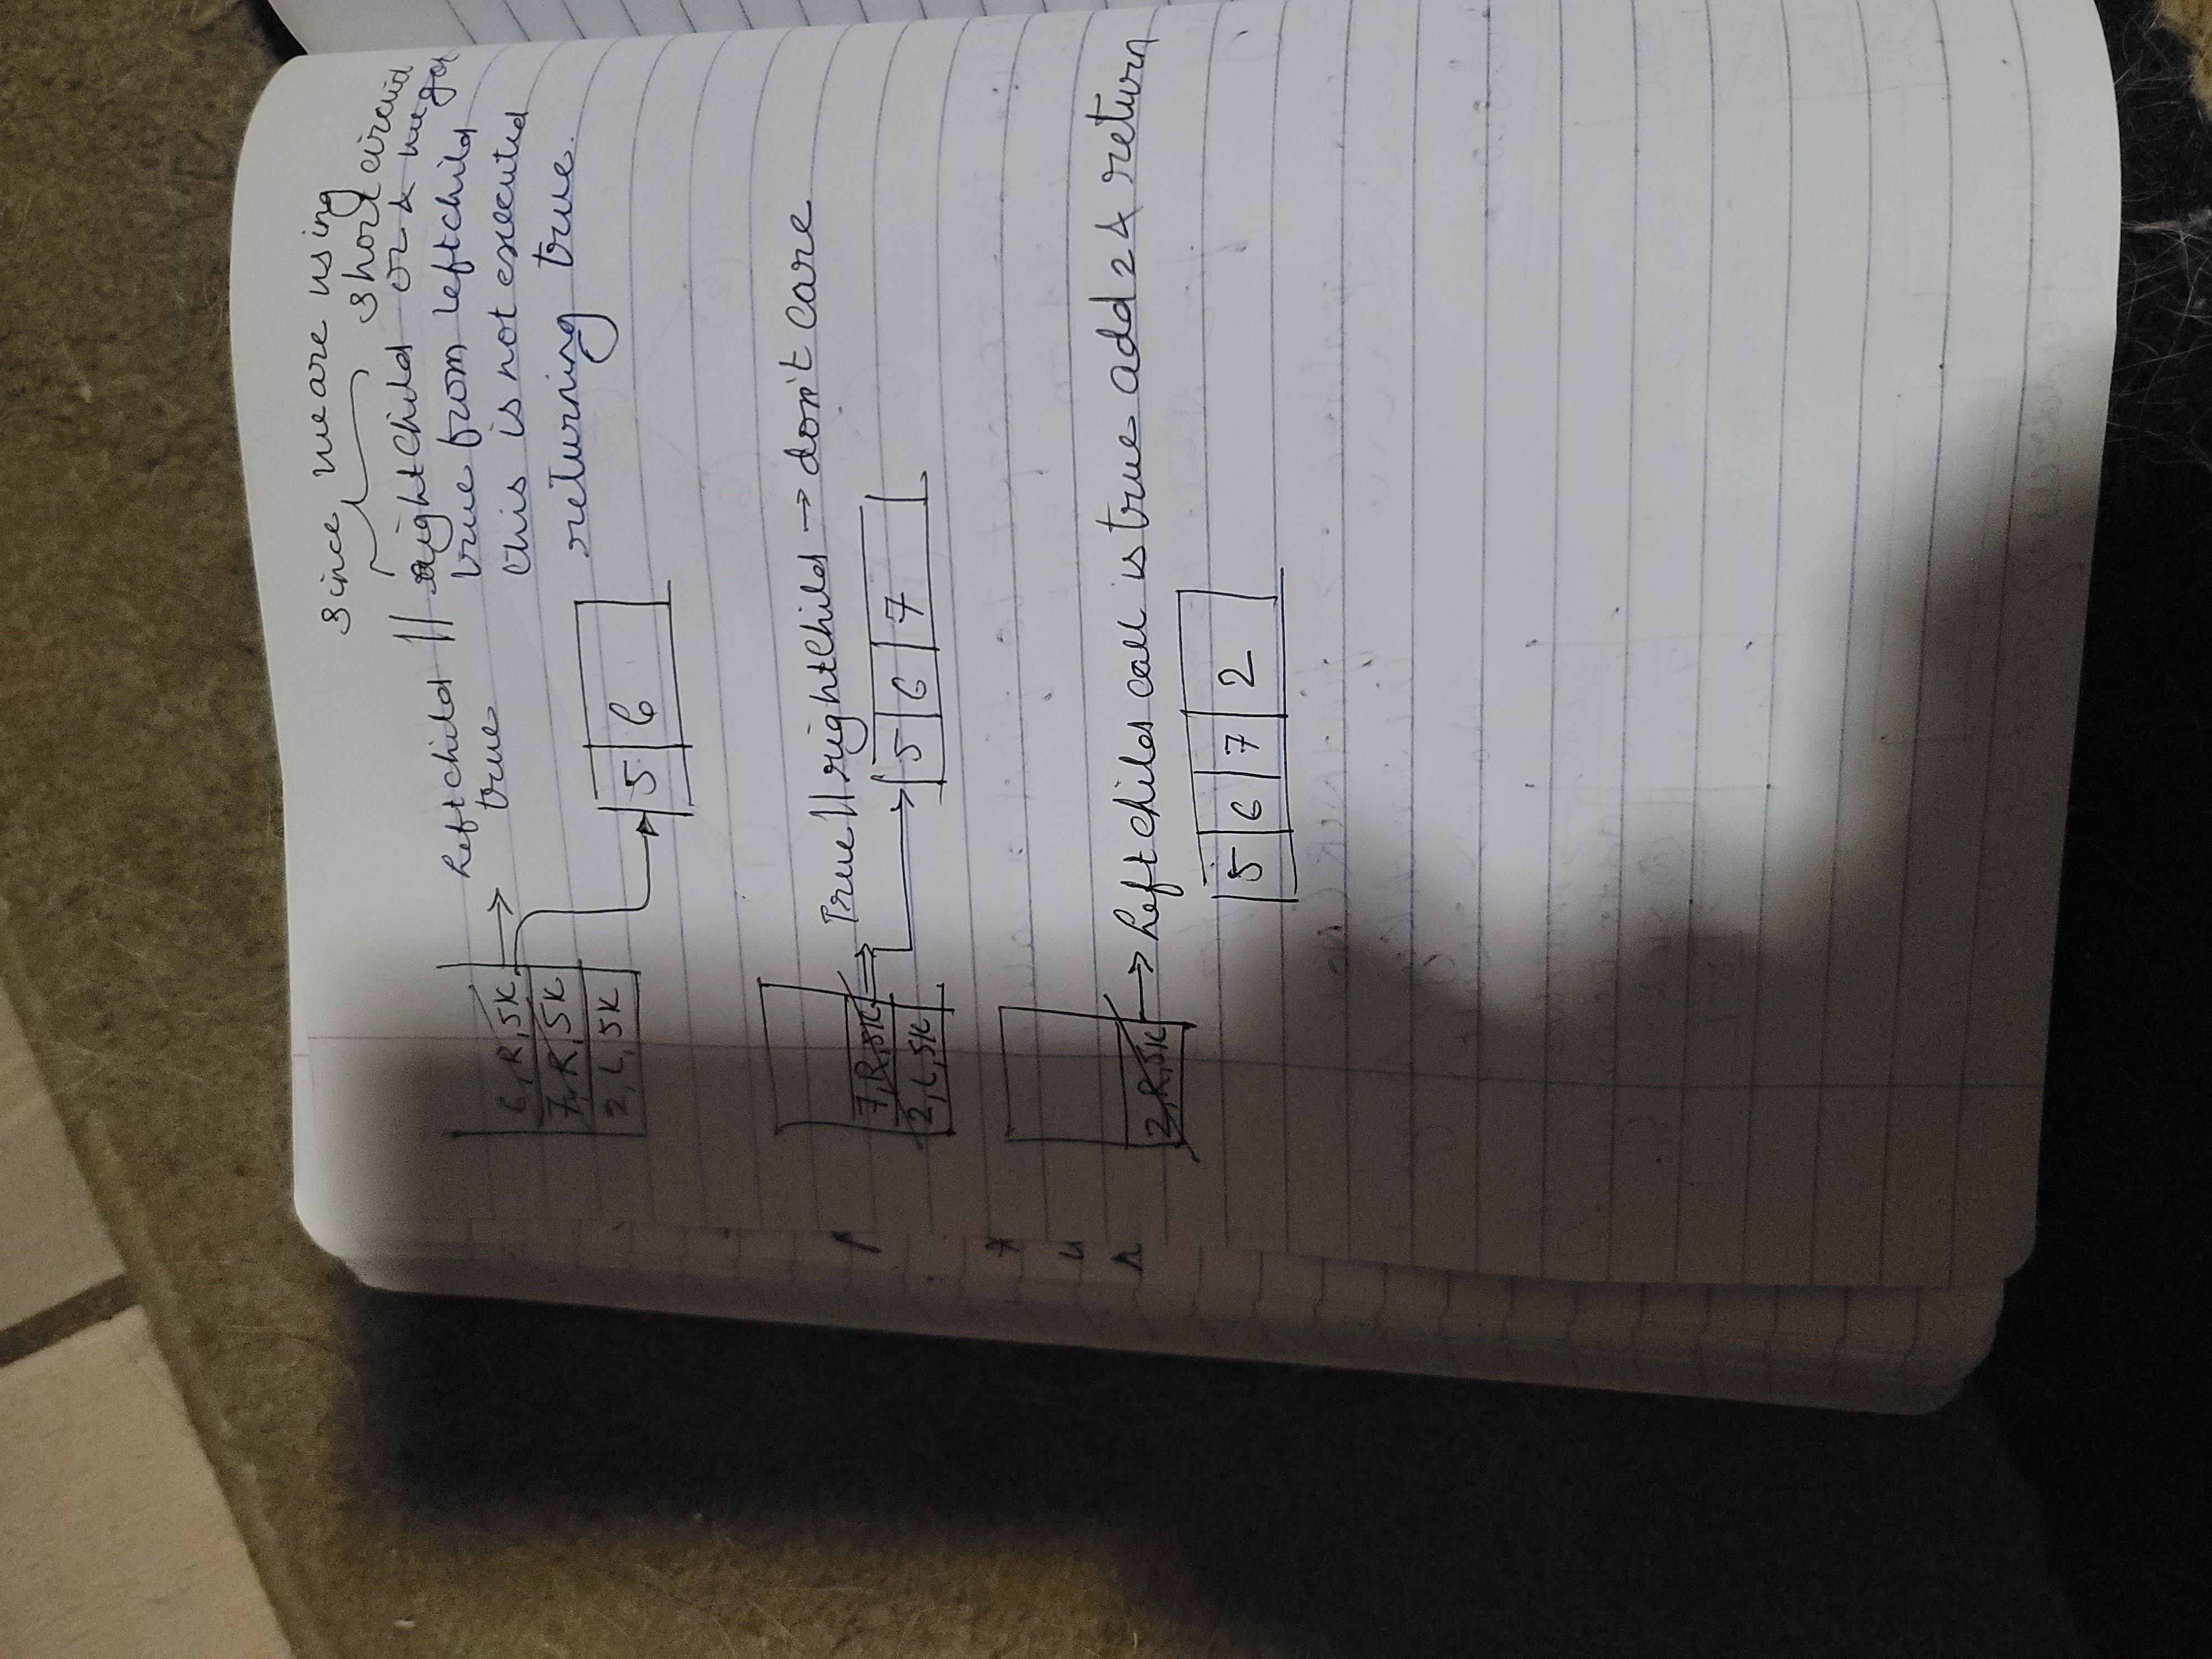 Since we are using
short circuit
Leftchild || rightChild or & we got
true
true from leftchild
this is not executed
returning true.
6, R, 5K
7, R, 5K
2, L, 5K
5 6
True || rightChild → don't care
7, R, 5K
2, L, 5K
5 6 7
2, R, 5K → Left childs call is true add 2 & return
5 6 7 2